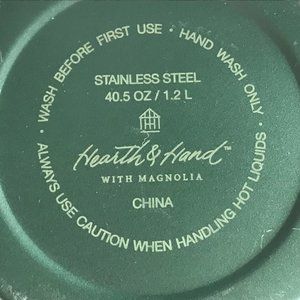 WASH BEFORE FIRST USE • HAND WASH ONLY •
ALWAYS USE CAUTION WHEN HANDLING HOT LIQUIDS •
STAINLESS STEEL
40.5 OZ / 1.2 L
Hearth & Hand™
WITH MAGNOLIA
CHINA